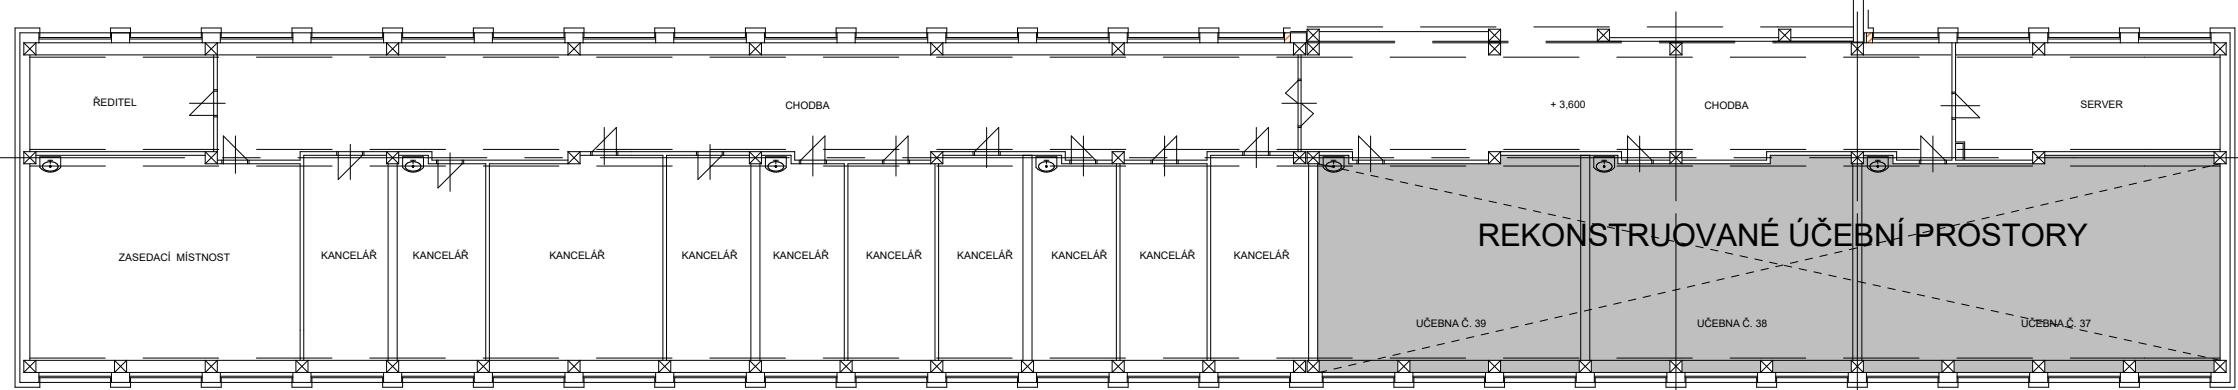 ŘEDITEL
CHODBA
+ 3,600
CHODBA
SERVER
REKONSTRUOVANÉ ÚČEBNÍ PROSTORY
ZASEDACÍ MÍSTNOST
KANCELÁŘ
KANCELÁŘ
KANCELÁŘ
KANCELÁŘ
KANCELÁŘ
KANCELÁŘ
KANCELÁŘ
KANCELÁŘ
KANCELÁŘ
KANCELÁŘ
UČEBNA Č. 39
UČEBNA Č. 38
UČEBNA Č. 37